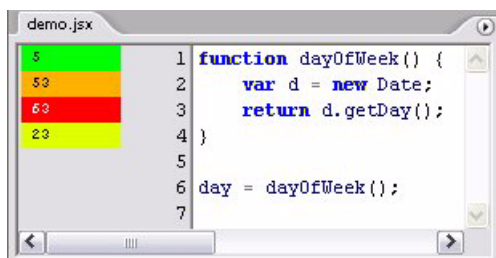 demo.jsx
5 1 function dayOfWeek() {
53 2 var d = new Date;
63 3 return d.getDay();
23 4 }
5
6 day = dayOfWeek();
7